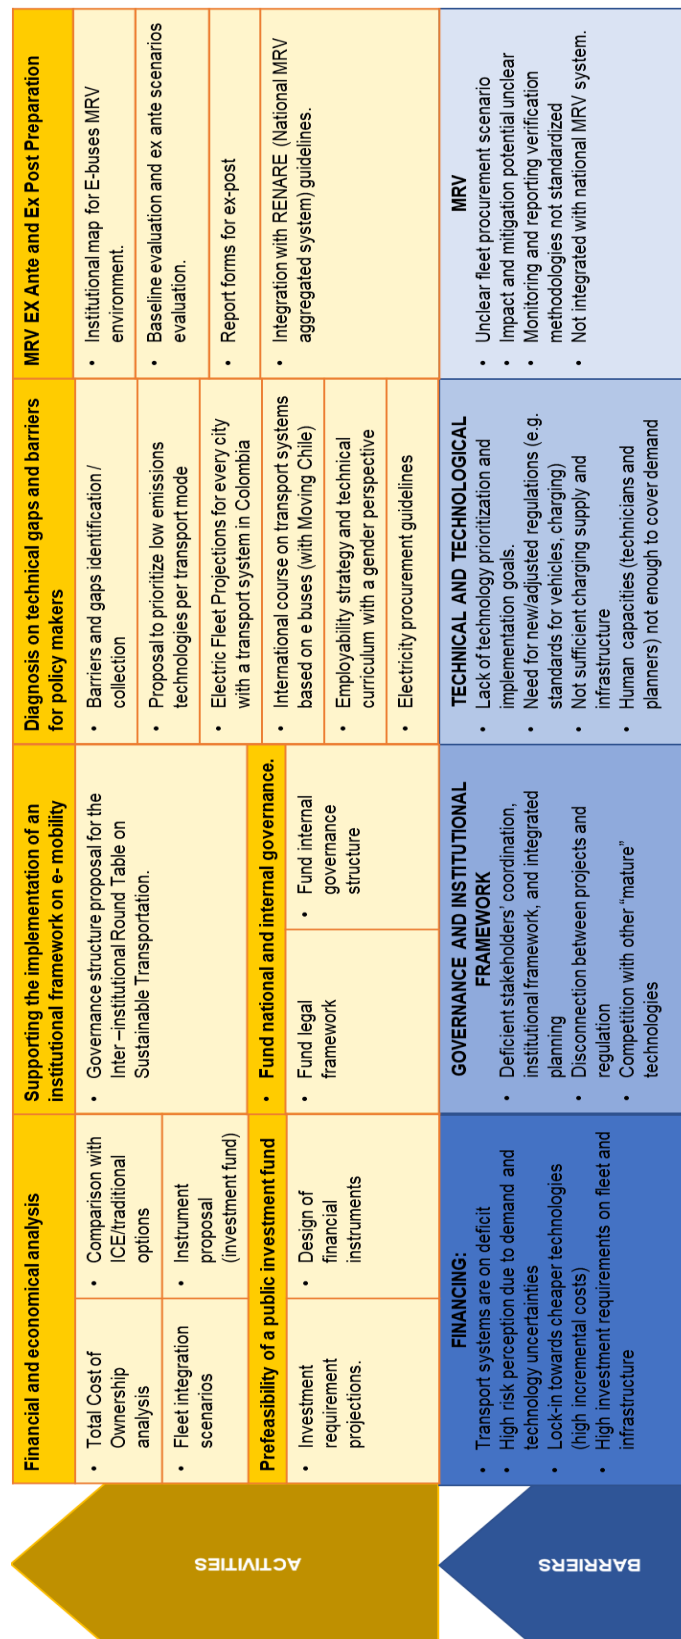 ACTIVITIES
Financial and economical analysis
• Total Cost of
Ownership
analysis
• Comparison with
ICE/traditional
options
• Fleet integration
scenarios
• Instrument
proposal
(investment fund)
Prefeasibility of a public investment fund
• Investment
requirement
projections.
• Design of
financial
instruments
Supporting the implementation of an
institutional framework on e- mobility
• Governance structure proposal for the
Inter –institutional Round Table on
Sustainable Transportation.
• Fund national and internal governance.
• Fund legal
framework
• Fund internal
governance
structure
Diagnosis on technical gaps and barriers
for policy makers
• Barriers and gaps identification /
collection
• Proposal to prioritize low emissions
technologies per transport mode
• Electric Fleet Projections for every city
with a transport system in Colombia
• International course on transport systems
based on e buses (with Moving Chile)
• Employability strategy and technical
curriculum with a gender perspective
• Electricity procurement guidelines
MRV EX Ante and Ex Post Preparation
• Institutional map for E-buses MRV
environment.
• Baseline evaluation and ex ante scenarios
evaluation.
• Report forms for ex-post
• Integration with RENARE (National MRV
aggregated system) guidelines.
BARRIERS
FINANCING:
• Transport systems are on deficit
• High risk perception due to demand and
technology uncertainties
• Lock-in towards cheaper technologies
(high incremental costs)
• High investment requirements on fleet and
infrastructure
GOVERNANCE AND INSTITUTIONAL
FRAMEWORK
• Deficient stakeholders' coordination,
institutional framework, and integrated
planning
• Disconnection between projects and
regulation
• Competition with other "mature"
technologies
TECHNICAL AND TECHNOLOGICAL
• Lack of technology prioritization and
implementation goals.
• Need for new/adjusted regulations (e.g.
standards for vehicles, charging)
• Not sufficient charging supply and
infrastructure
• Human capacities (technicians and
planners) not enough to cover demand
MRV
• Unclear fleet procurement scenario
• Impact and mitigation potential unclear
• Monitoring and reporting verification
methodologies not standardized
• Not integrated with national MRV system.